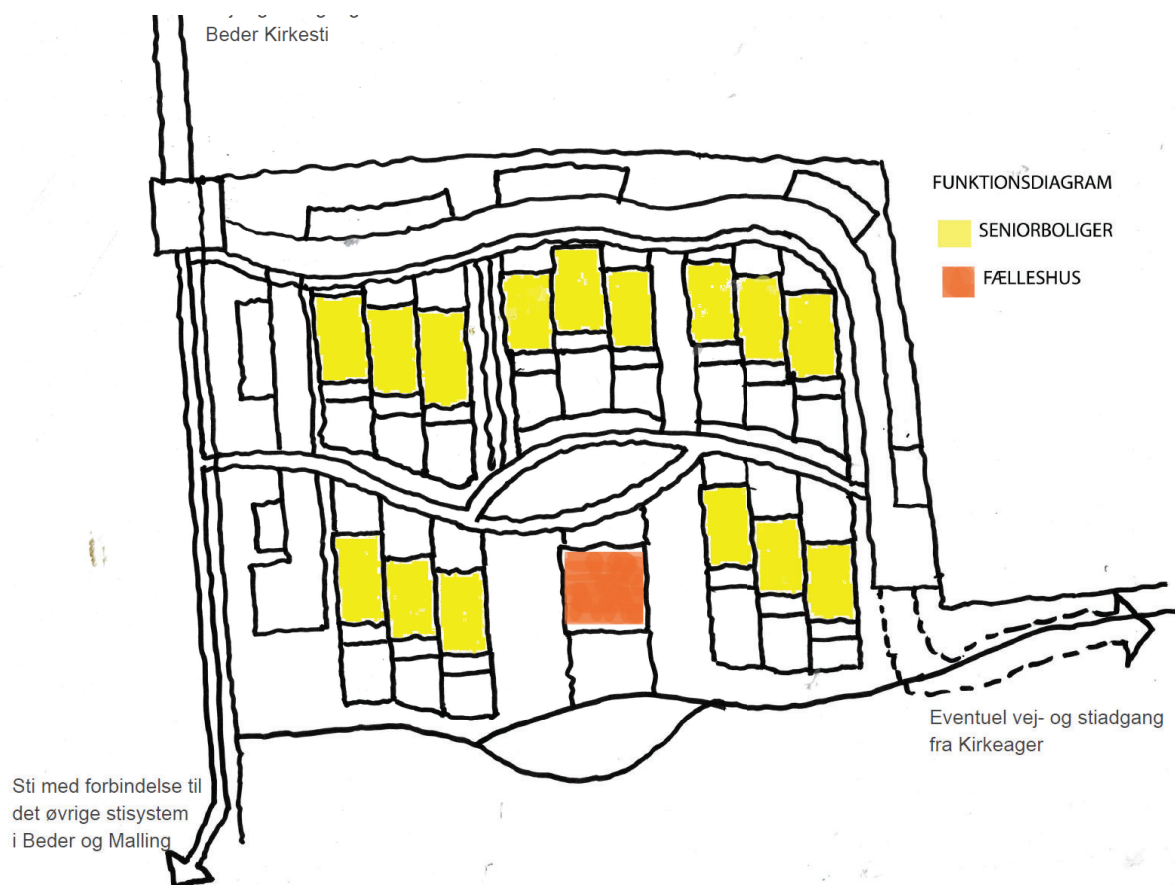 Beder Kirkesti
FUNKTIONSDIAGRAM
SENIORBOLIGER
FÆLLESHUS
Eventuel vej- og stiadgang
fra Kirkeager
Sti med forbindelse til
det øvrige stisystem
i Beder og Malling